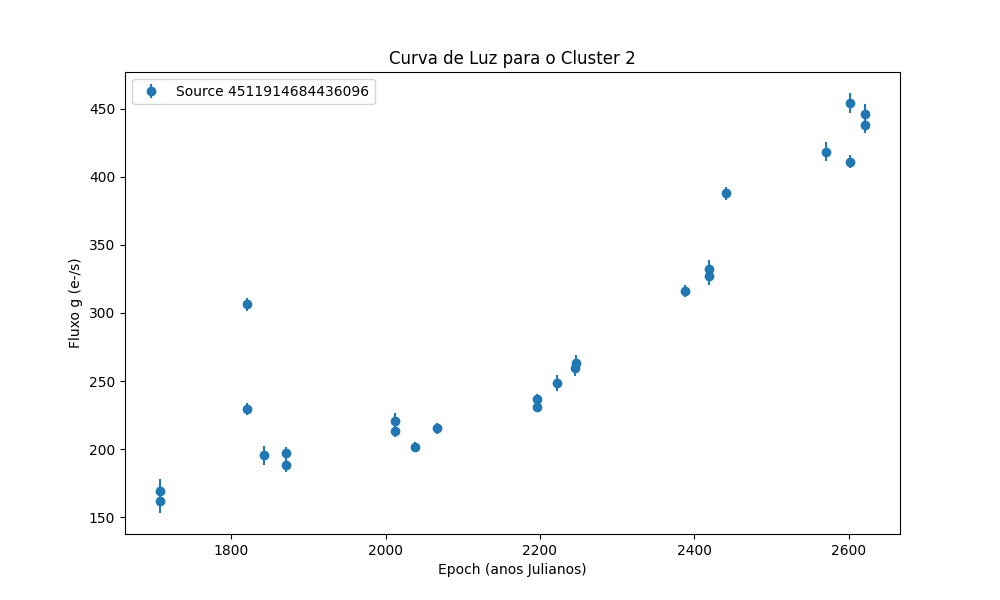 Curva de Luz para o Cluster 2
Source 4511914684436096
450
400
350
300
250
200
150
Fluxo g (e-/s)
1800 2000 2200 2400 2600
Epoch (anos Julianos)